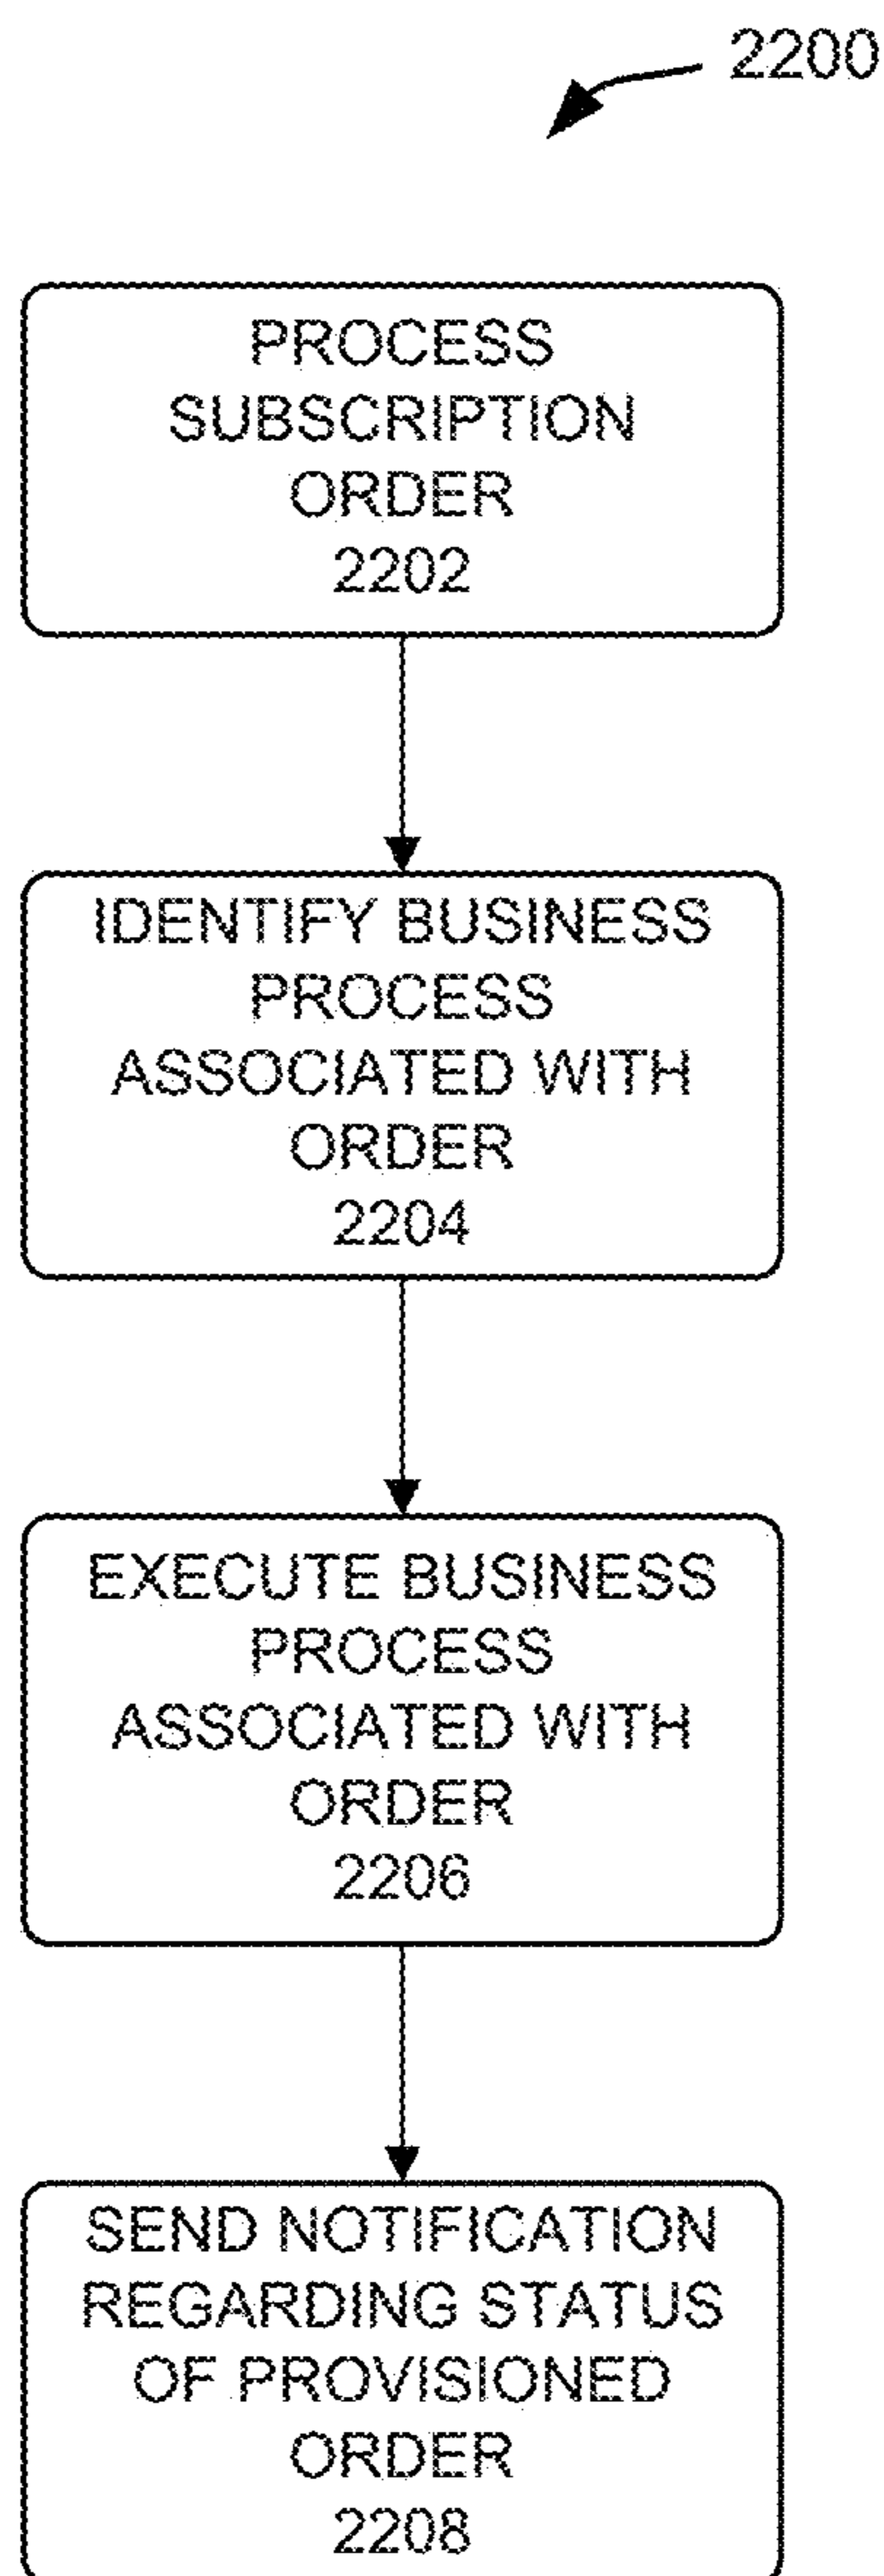 2200
PROCESS
SUBSCRIPTION
ORDER
2202
IDENTIFY BUSINESS
PROCESS
ASSOCIATED WITH
ORDER
2204
EXECUTE BUSINESS
PROCESS
ASSOCIATED WITH
ORDER
2206
SEND NOTIFICATION
REGARDING STATUS
OF PROVISIONED
ORDER
2208